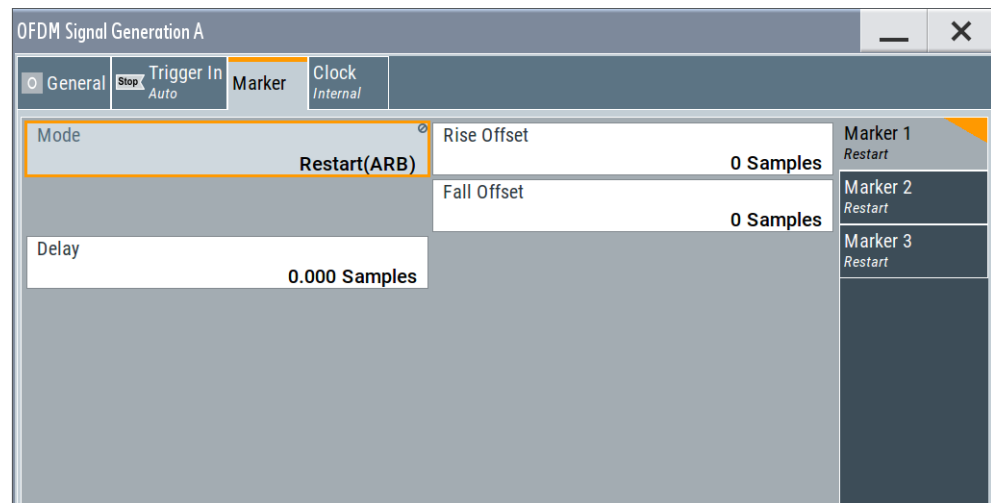 OFDM Signal Generation A
General
Stop Trigger In
Auto
Marker
Clock
Internal
Mode
Restart(ARB)
Rise Offset
0 Samples
Fall Offset
0 Samples
Delay
0.000 Samples
Marker 1
Restart
Marker 2
Restart
Marker 3
Restart